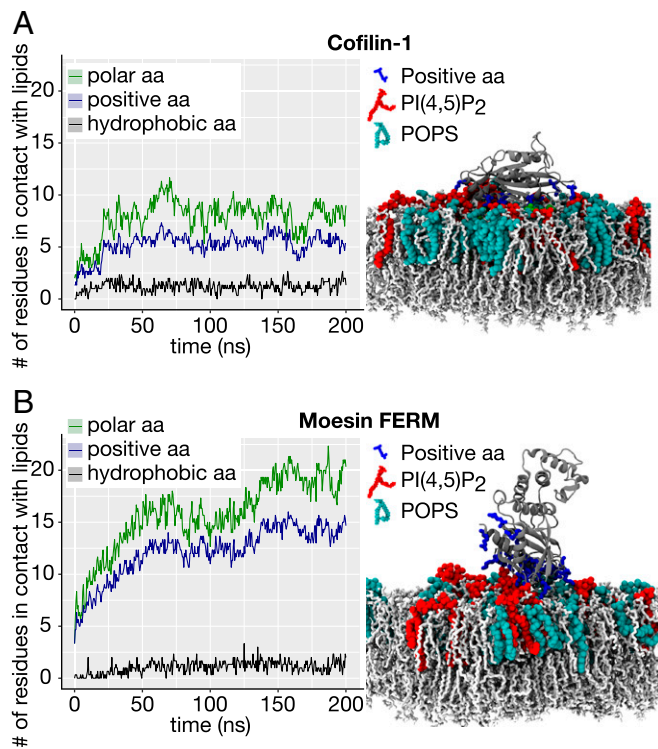 A
Cofilin-1
# of residues in contact with lipids
20
15
10
5
0
polar aa
positive aa
hydrophobic aa
0 50 100 150 200
time (ns)
Positive aa
PI(4,5)P₂
POPS
B
Moesin FERM
# of residues in contact with lipids
20
15
10
5
0
polar aa
positive aa
hydrophobic aa
0 50 100 150 200
time (ns)
Positive aa
PI(4,5)P₂
POPS